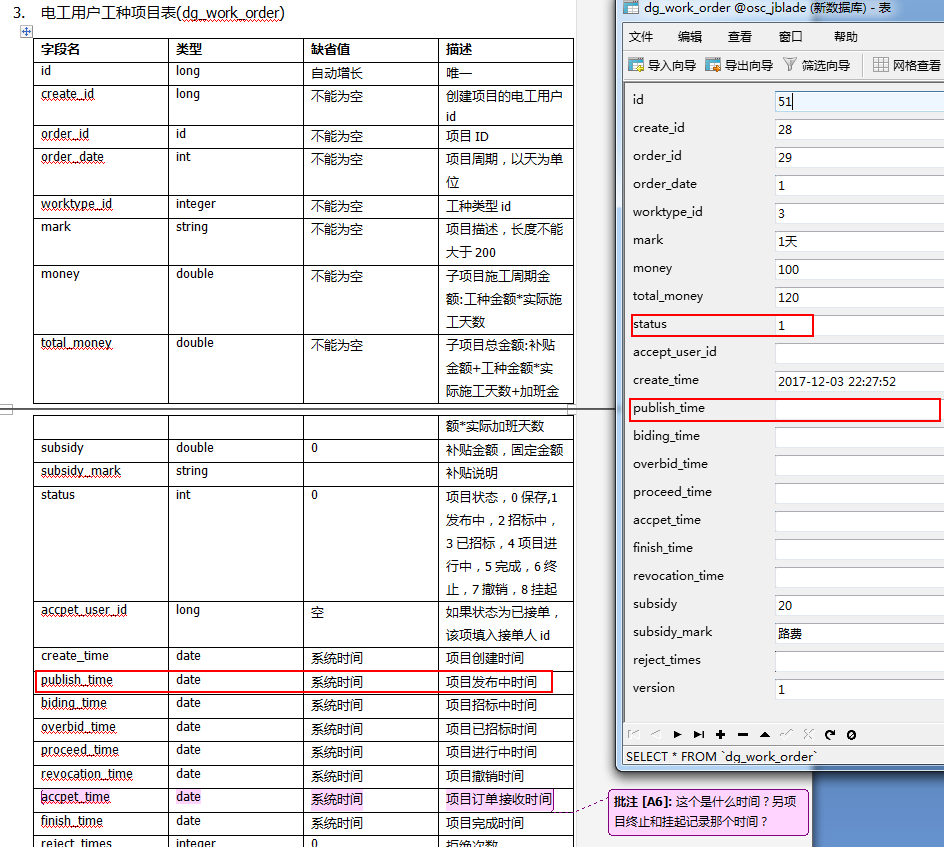 3. 电工用户工种项目表(dg_work_order)
字段名 类型 缺省值 描述
id long 自动增长 唯一
create_id long 不能为空 创建项目的电工用户
id
order_id id 不能为空 项目 ID
order_date int 不能为空 项目周期，以天为单
位
worktype_id integer 不能为空 工种类型 id
mark string 不能为空 项目描述，长度不能
大于 200
money double 不能为空 子项目施工周期金
额:工种金额*实际施
工天数
total_money double 不能为空 子项目总金额:补贴
金额+工种金额*实
际施工天数+加班金
额*实际加班天数
subsidy double 0 补贴金额，固定金额
subsidy_mark string 补贴说明
status int 0 项目状态，0 保存,1
发布中，2 招标中，
3 已招标，4 项目进
行中，5 完成，6 终
止，7 撤销，8 挂起
accpet_user_id long 空 如果状态为已接单，
该项填入接单人 id
create_time date 系统时间 项目创建时间
publish_time date 系统时间 项目发布中时间
biding_time date 系统时间 项目招标中时间
overbid_time date 系统时间 项目已招标时间
proceed_time date 系统时间 项目进行中时间
revocation_time date 系统时间 项目撤销时间
accpet_time date 系统时间 项目订单接收时间
finish_time date 系统时间 项目完成时间
reject_times integer 0 拒绝次数
批注 [A6]: 这个是什么时间？另项
目终止和挂起记录那个时间？
dg_work_order @osc_jblade (新数据库) - 表
文件 编辑 查看 窗口 帮助
导入向导 导出向导 筛选向导 网格查看
id 51
create_id 28
order_id 29
order_date 1
worktype_id 3
mark 1天
money 100
total_money 120
status 1
accept_user_id
create_time 2017-12-03 22:27:52
publish_time
biding_time
overbid_time
proceed_time
accpet_time
finish_time
revocation_time
subsidy 20
subsidy_mark 路费
reject_times
version 1
SELECT * FROM `dg_work_order`